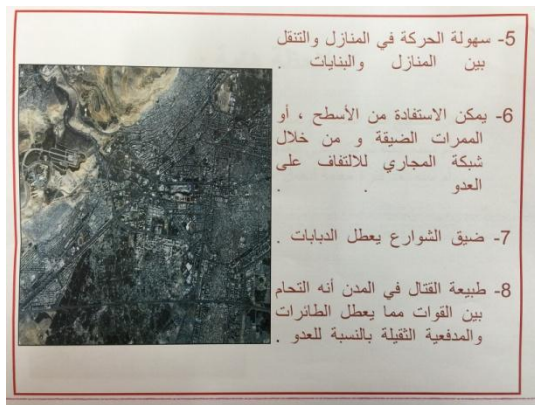 5- سهولة الحركة في المنازل والتنقل
بين المنازل والبنايات .
6- يمكن الاستفادة من الأسطح ، أو
الممرات الضيقة و من خلال
شبكة المجاري للالتفاف على
العدو . .
7- ضيق الشوارع يعطل الدبابات .
8- طبيعة القتال في المدن أنه التحام
بين القوات مما يعطل الطائرات
والمدفعية الثقيلة بالنسبة للعدو .